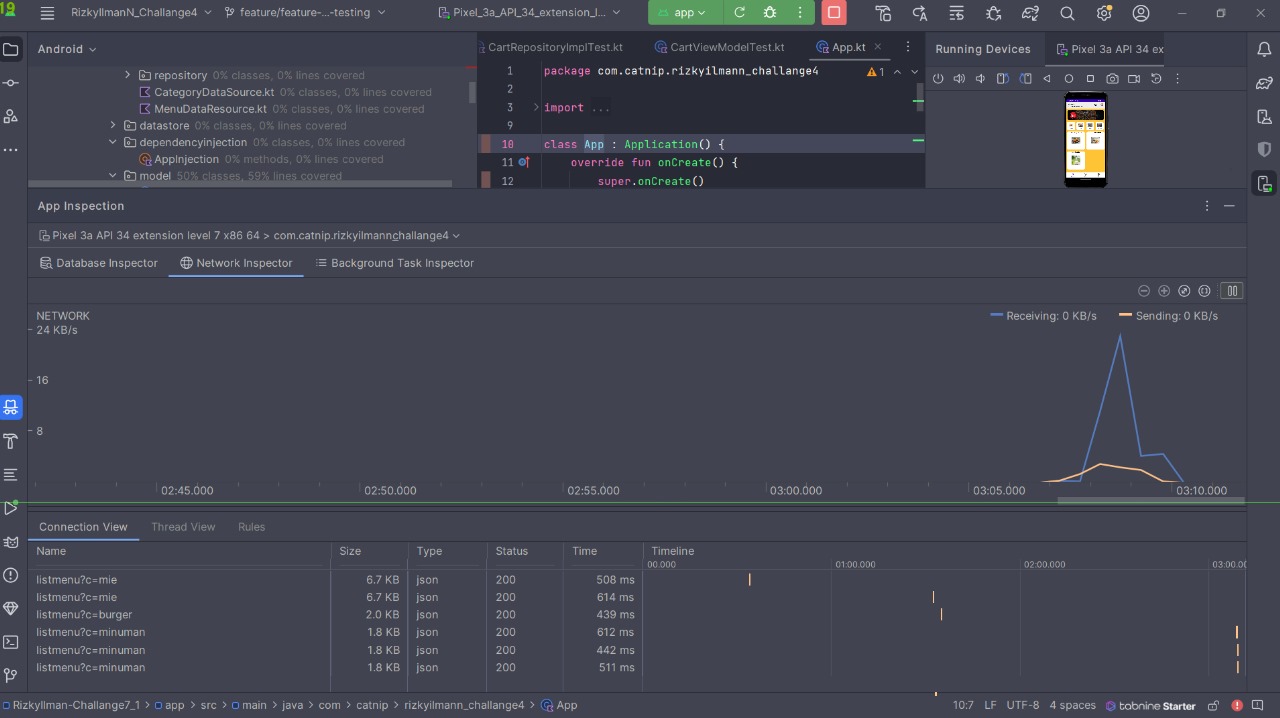 19
RizkyIlmanN_Challange4
feature/feature-...-testing
Pixel_3a_API_34_extension_l...
app
Android
CartRepositoryImplTest.kt
CartViewModelTest.kt
App.kt
Running Devices
Pixel 3a API 34 ex
repository 0% classes, 0% lines covered
CategoryDataSource.kt 0% classes, 0% lines covered
MenuDataResource.kt 0% classes, 0% lines covered
datastore 0% classes, 0% lines covered
dependencyinjection 0% classes, 0% lines covered
AppInjection 0% methods, 0% lines covered
model 50% classes, 59% lines covered
1 package com.catnip.rizkyilmann_challange4
1
2
3 import ...
9
10 class App : Application() {
11 override fun onCreate() {
12 super.onCreate()
App Inspection
Pixel 3a API 34 extension level 7 x86 64 > com.catnip.rizkyilmann_challange4
Database Inspector
Network Inspector
Background Task Inspector
NETWORK
24 KB/s
Receiving: 0 KB/s
Sending: 0 KB/s
16
8
02:45.000 02:50.000 02:55.000 03:00.000 03:05.000 03:10.000
Connection View
Thread View
Rules
Name Size Type Status Time Timeline
00.000 01:00.000 02:00.000 03:00.00
listmenu?c=mie 6.7 KB json 200 508 ms
listmenu?c=mie 6.7 KB json 200 614 ms
listmenu?c=burger 2.0 KB json 200 439 ms
listmenu?c=minuman 1.8 KB json 200 612 ms
listmenu?c=minuman 1.8 KB json 200 442 ms
listmenu?c=minuman 1.8 KB json 200 511 ms
RizkyIlman-Challange7_1 > app > src > main > java > com > catnip > rizkyilmann_challange4 > App
10:7 LF UTF-8 4 spaces tabnine Starter